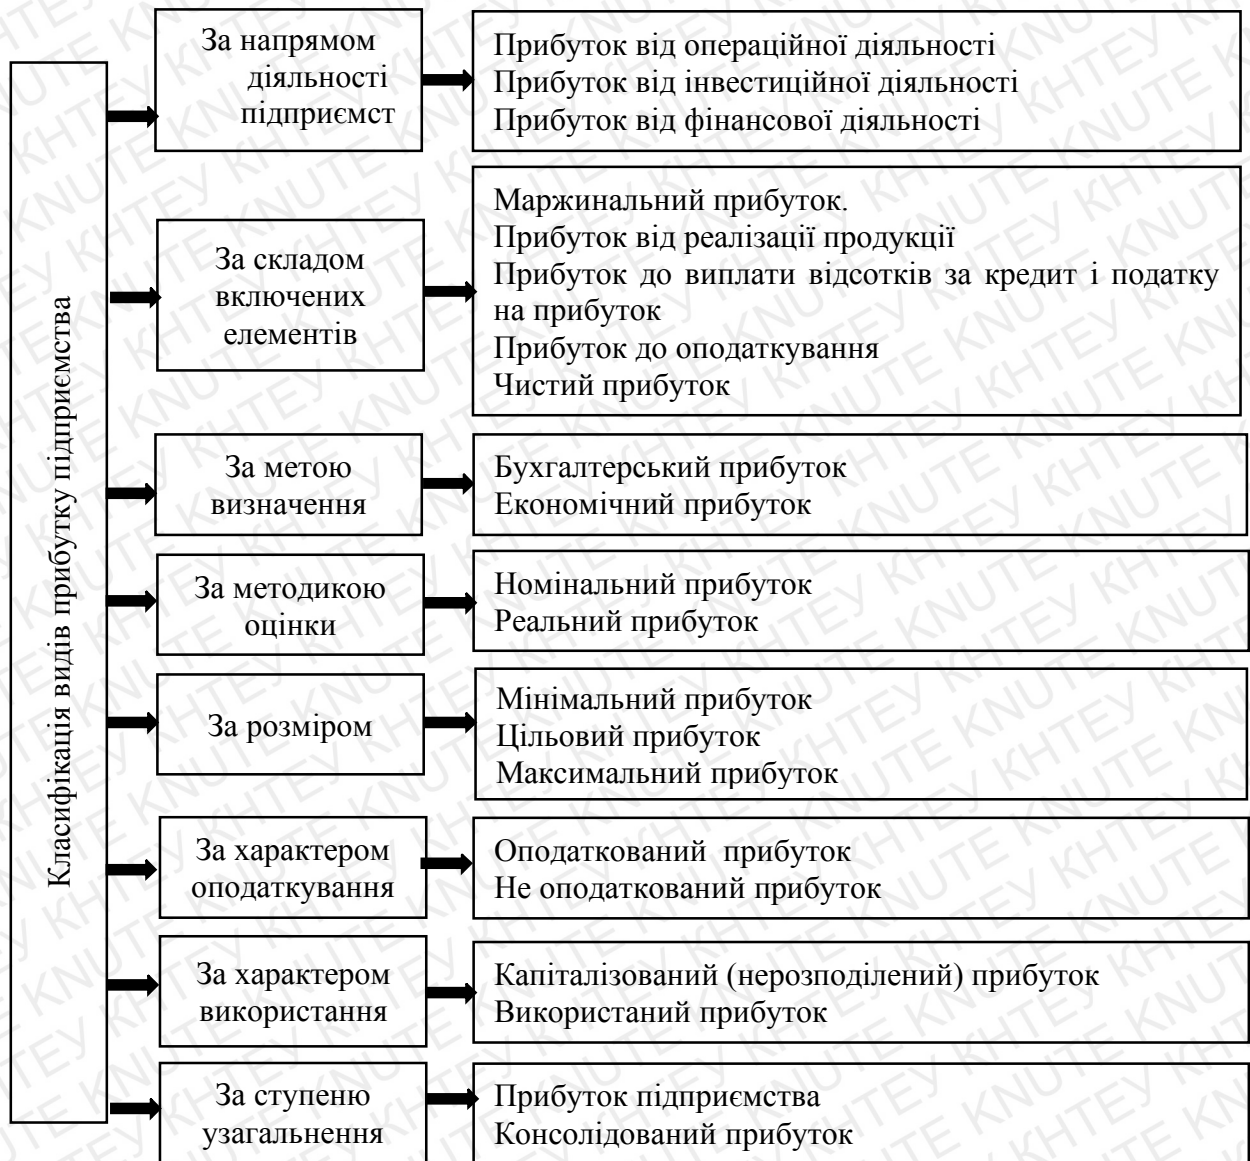 Класифікація видів прибутку підприємства
За напрямом
діяльності
підприємст
Прибуток від операційної діяльності
Прибуток від інвестиційної діяльності
Прибуток від фінансової діяльності
За складом
включених
елементів
Маржинальний прибуток.
Прибуток від реалізації продукції
Прибуток до виплати відсотків за кредит і податку
на прибуток
Прибуток до оподаткування
Чистий прибуток
За метою
визначення
Бухгалтерський прибуток
Економічний прибуток
За методикою
оцінки
Номінальний прибуток
Реальний прибуток
За розміром
Мінімальний прибуток
Цільовий прибуток
Максимальний прибуток
За характером
оподаткування
Оподаткований прибуток
Не оподаткований прибуток
За характером
використання
Капіталізований (нерозподілений) прибуток
Використаний прибуток
За ступеню
узагальнення
Прибуток підприємства
Консолідований прибуток